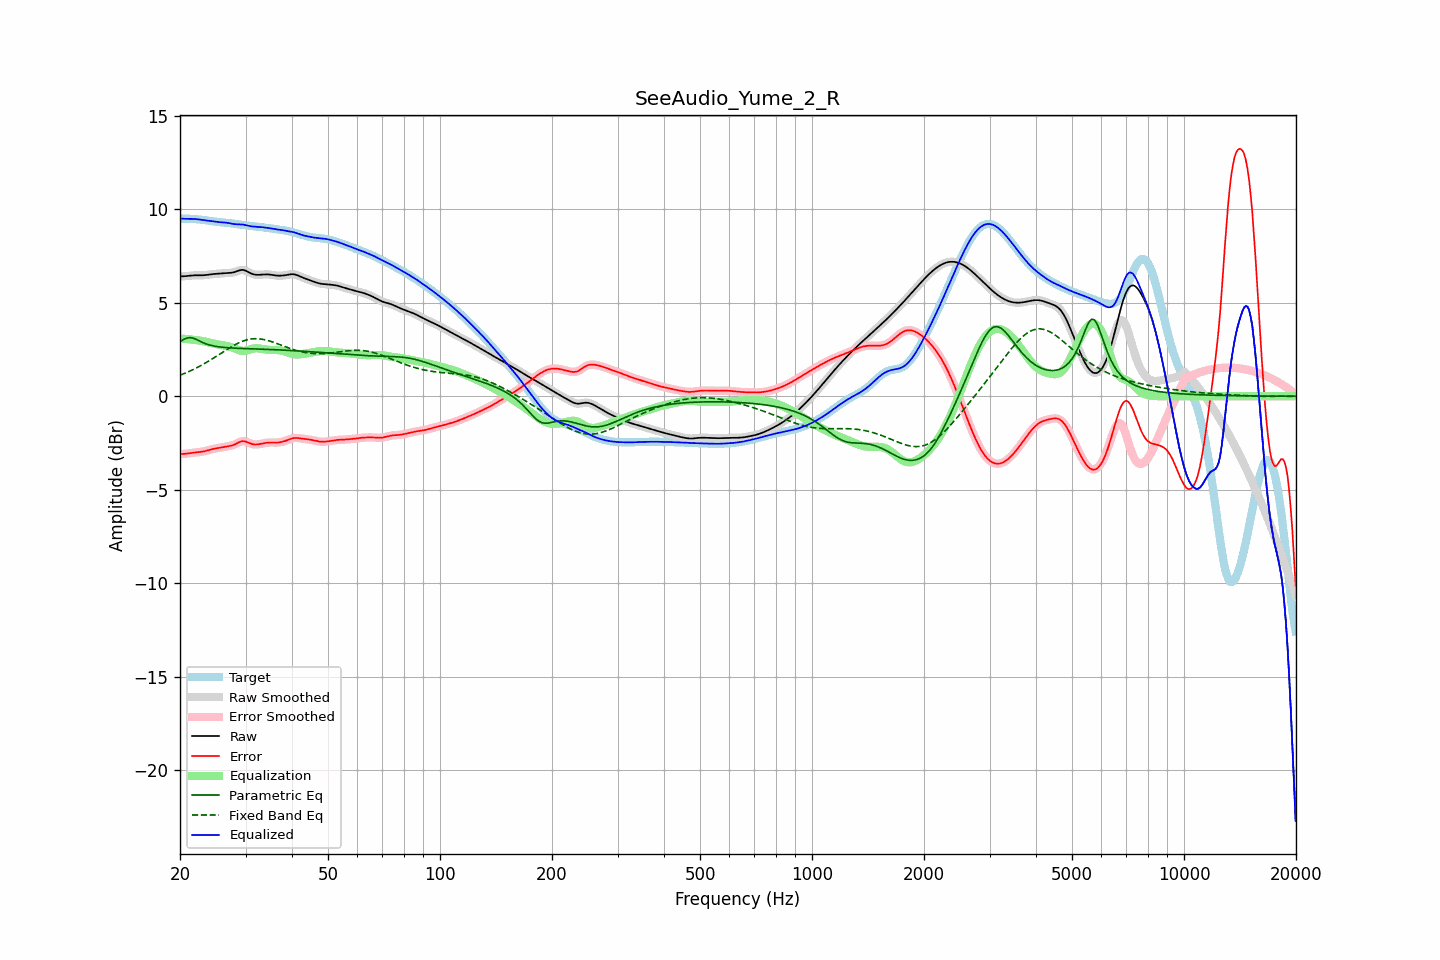 SeeAudio_Yume_2_R
15
10
5
0
−5
−10
−15
−20
Amplitude (dBr)
Target
Raw Smoothed
Error Smoothed
Raw
Error
Equalization
Parametric Eq
Fixed Band Eq
Equalized
20 50 100 200 500 1000 2000 5000 10000 20000
Frequency (Hz)